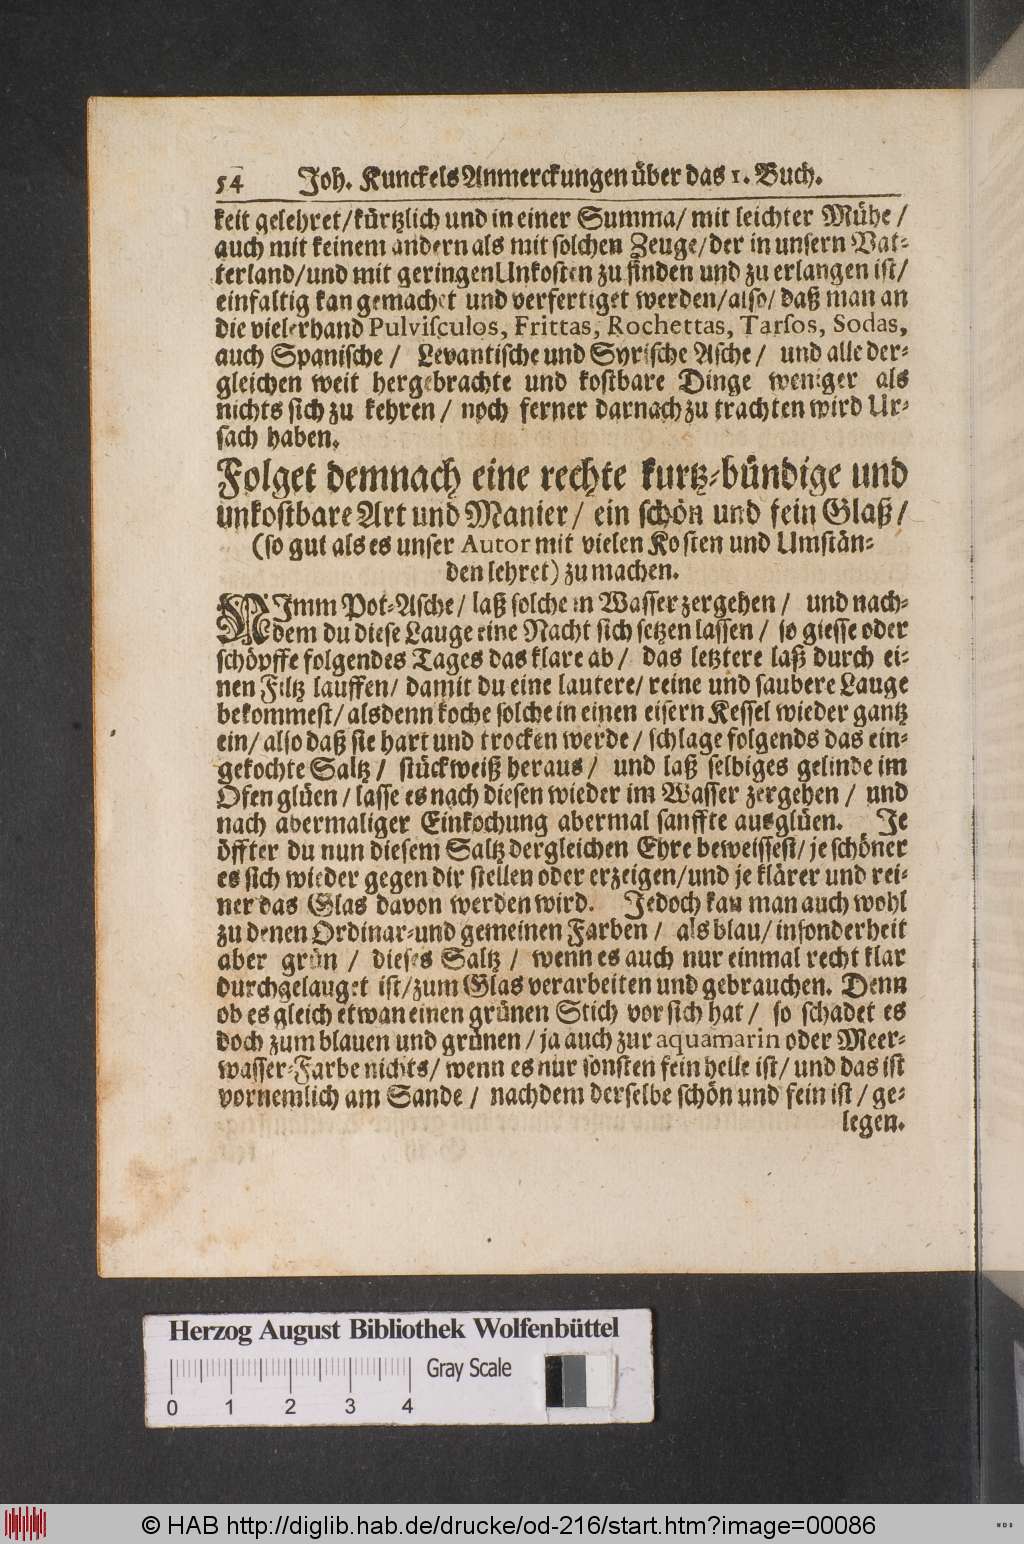 54 Joh. Kunckels Anmerckungen über das 1. Buch.
keit gelehret/kürtzlich und in einer Summa/ mit leichter Mühe /
auch mit keinem andern als mit solchen Zeuge/der in unsern Vat-
terland/und mit geringen Unkosten zu finden und zu erlangen ist/
einfaltig kan gemachet und verfertiget werden/also/ daß man an
die vielerhand Pulvisculos, Frittas, Rochettas, Tarsos, Sodas,
auch Spanische / Levantische und Syrische Asche / und alle der-
gleichen weit hergebrachte und kostbare Dinge weniger als
nichts sich zu kehren / noch ferner darnach zu trachten wird Ur-
sach haben.
Folget demnach eine rechte kurtz-bündige und
unkostbare Art und Manier/ ein schön und fein Glaß/
(so gut als es unser Autor mit vielen Kosten und Umstän-
den lehret) zu machen.
NImm Pot-Asche/ laß solche in Wasser zergehen / und nach-
dem du diese Lauge eine Nacht sich setzen lassen / so giesse oder
schöpffe folgendes Tages das klare ab/ das letztere laß durch ei-
nen Filtz lauffen/ damit du eine lautere/ reine und saubere Lauge
bekommest/ alsdenn koche solche in einen eisern Kessel wieder gantz
ein/ also daß sie hart und trocken werde/ schlage folgends das ein-
gekochte Saltz / stückweiß heraus / und laß selbiges gelinde im
Ofen glüen / lasse es nach diesen wieder im Wasser zergehen / und
nach abermaliger Einkochung abermal sanffte ausglüen. Je
öffter du nun diesem Saltz dergleichen Ehre beweissest/ je schöner
es sich wieder gegen dir stellen oder erzeigen/und je klärer und rei-
ner das Glas davon werden wird. Jedoch kan man auch wohl
zu denen Ordinar-und gemeinen Farben / als blau/ insonderheit
aber grün / dieses Saltz / wenn es auch nur einmal recht klar
durchgelauget ist/zum Glas verarbeiten und gebrauchen. Denn
ob es gleich etwan einen grünen Stich vor sich hat / so schadet es
doch zum blauen und grünen / ja auch zur aquamarin oder Meer-
wasser-Farbe nichts/ wenn es nur sonsten fein helle ist/ und das ist
vornemlich am Sande / nachdem derselbe schön und fein ist / ge-
legen.
Herzog August Bibliothek Wolfenbüttel
Gray Scale
0 1 2 3 4
© HAB http://diglib.hab.de/drucke/od-216/start.htm?image=00086